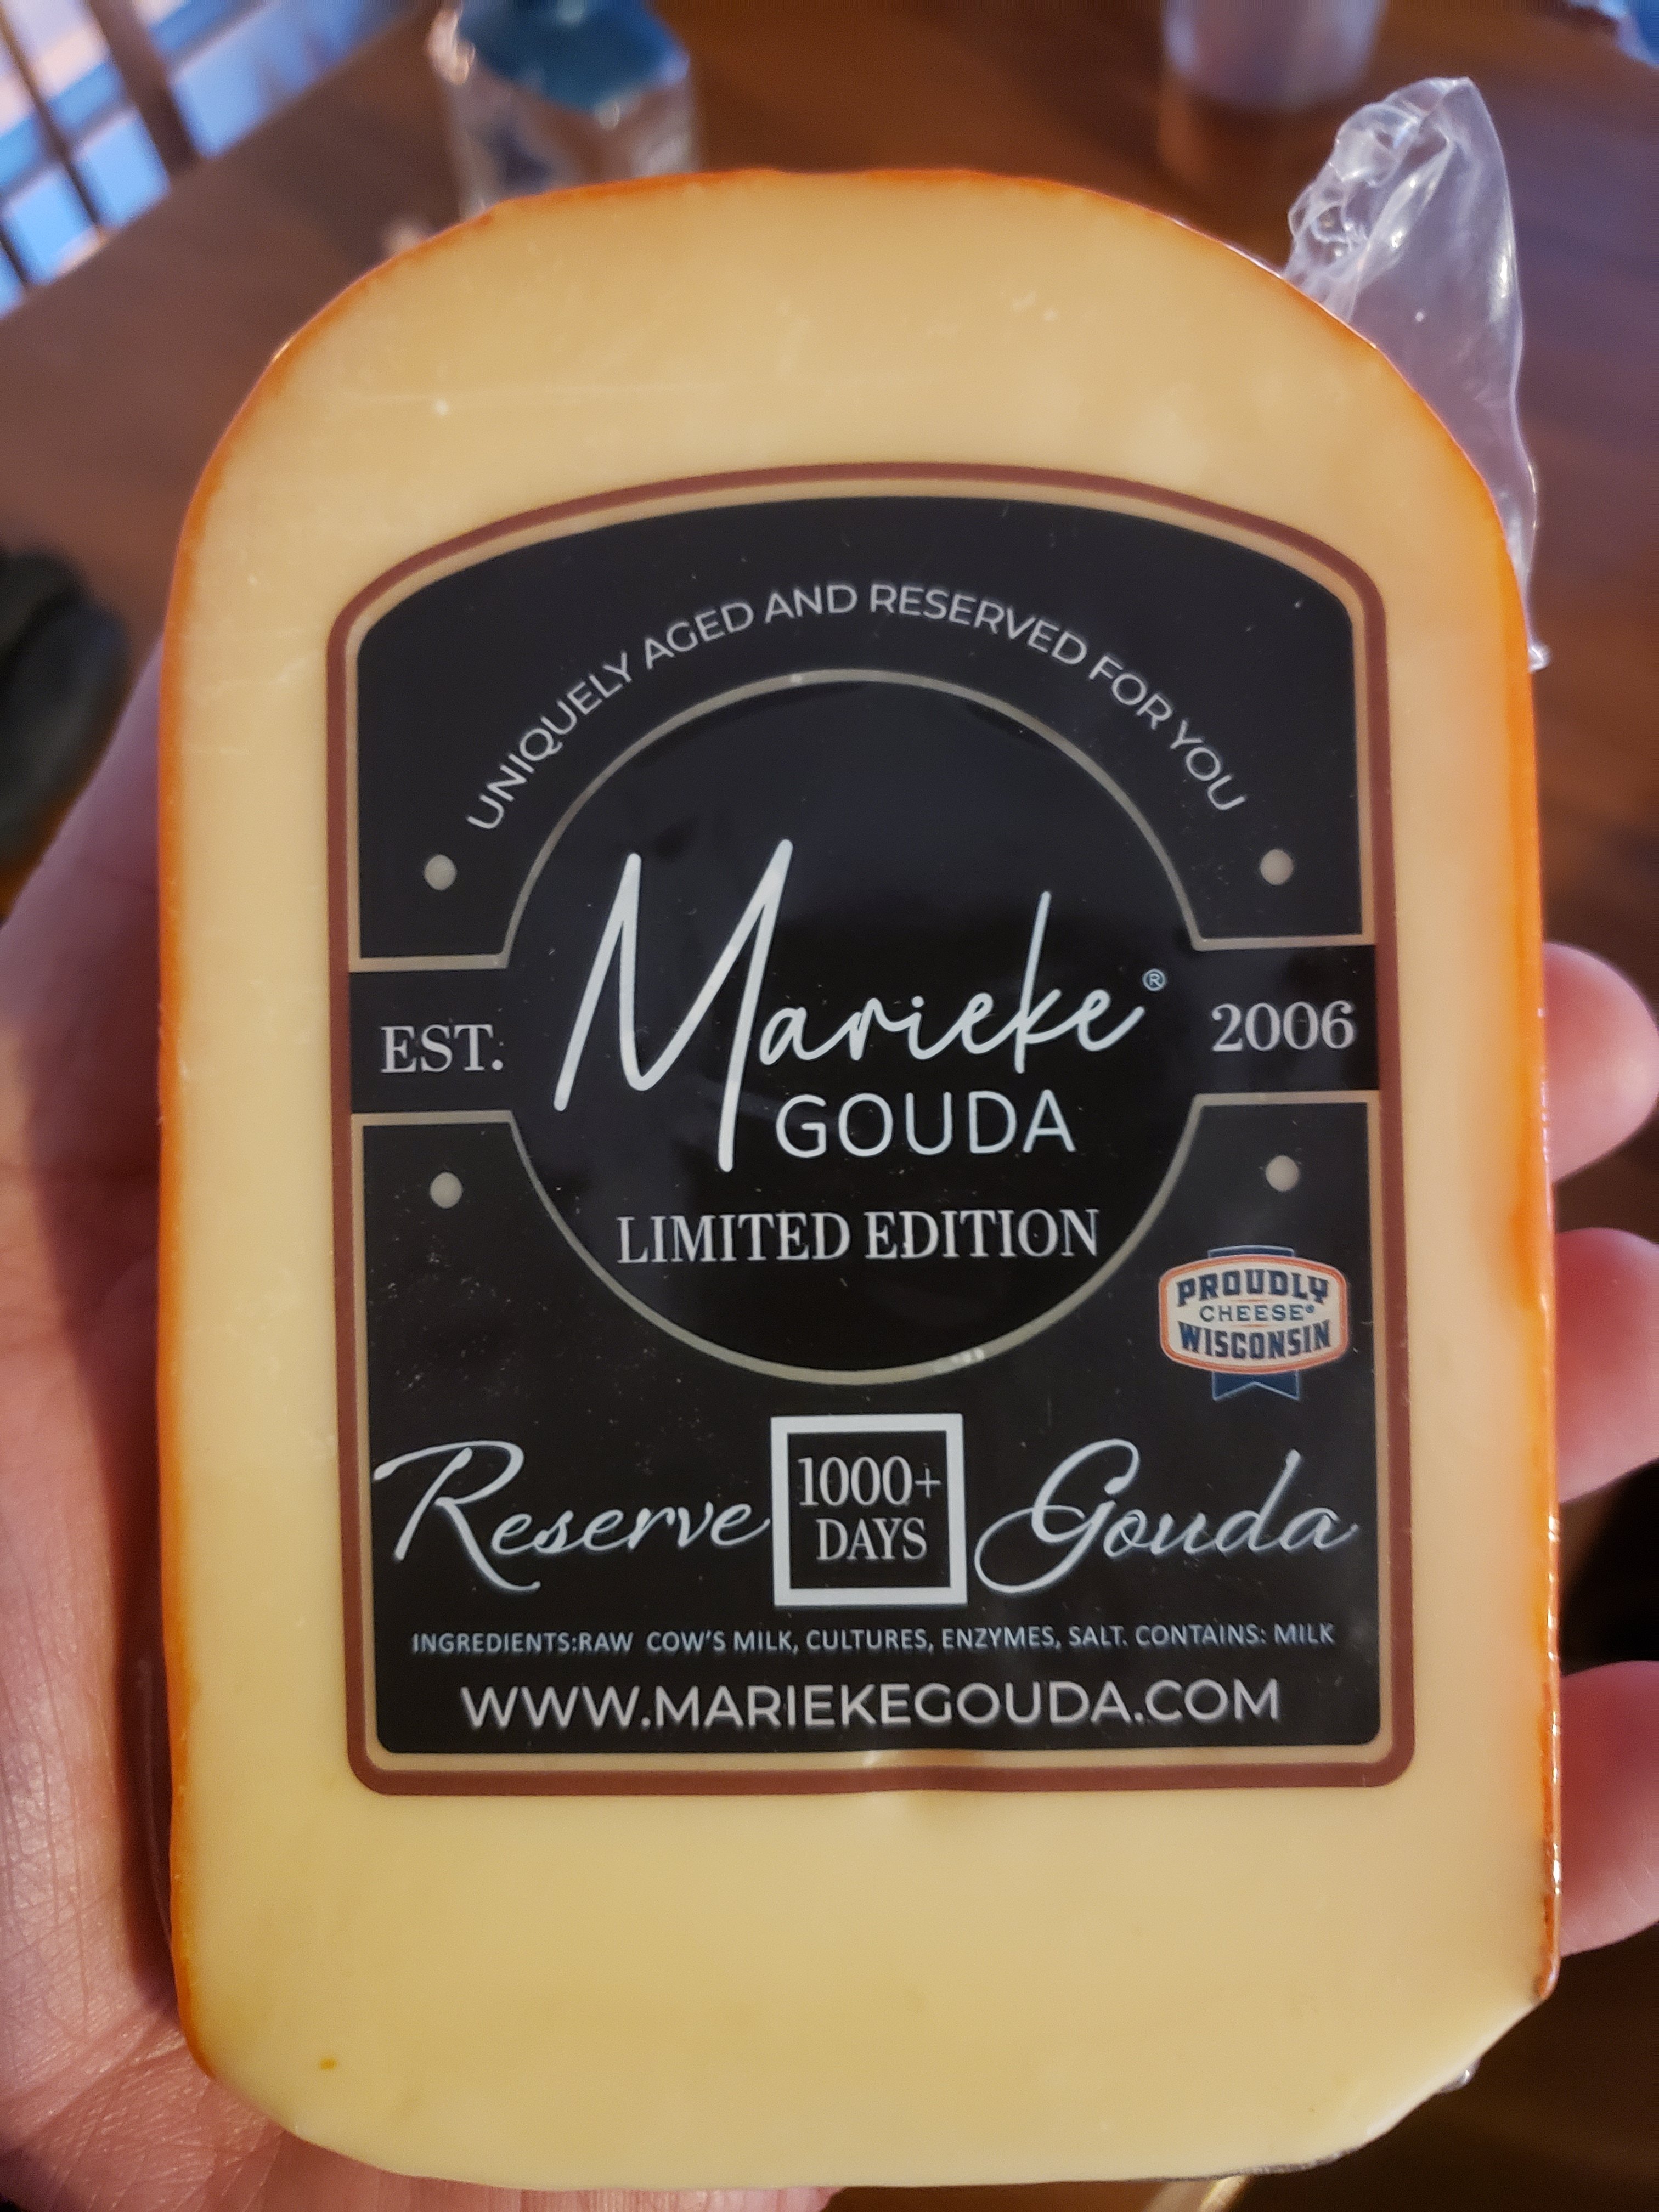 UNIQUELY AGED AND RESERVED FOR YOU
EST.
Marieke®
2006
GOUDA
LIMITED EDITION
PROUDLY
CHEESE®
WISCONSIN
Reserve
1000+
DAYS
Gouda
INGREDIENTS:RAW COW'S MILK, CULTURES, ENZYMES, SALT. CONTAINS: MILK
WWW.MARIEKEGOUDA.COM